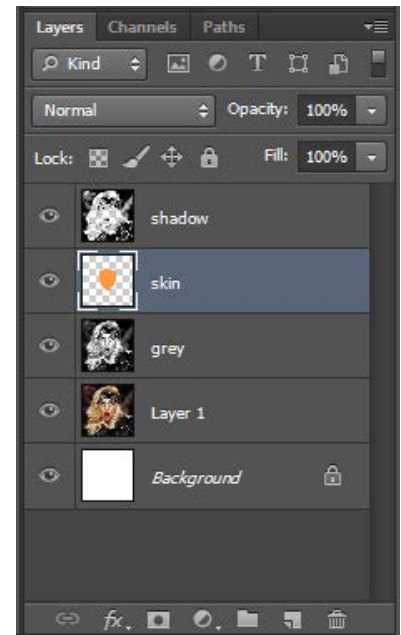 Layers Channels Paths
Kind T
Normal Opacity: 100%
Lock: Fill: 100%
shadow
skin
grey
Layer 1
Background
fx.